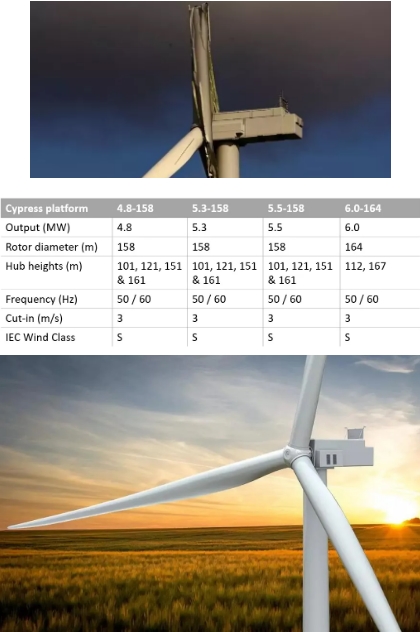 Cypress platform 4.8-158 5.3-158 5.5-158 6.0-164
Output (MW) 4.8 5.3 5.5 6.0
Rotor diameter (m) 158 158 158 164
Hub heights (m) 101, 121, 151 101, 121, 151 101, 121, 151 112, 167
& 161 & 161 & 161
Frequency (Hz) 50 / 60 50 / 60 50 / 60 50 / 60
Cut-in (m/s) 3 3 3 3
IEC Wind Class S S S S